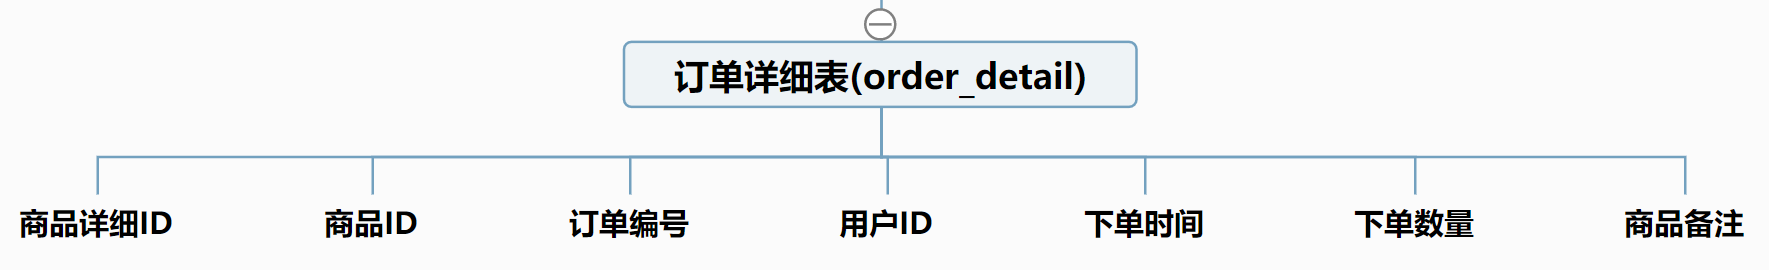 订单详细表(order_detail)
商品详细ID
商品ID
订单编号
用户ID
下单时间
下单数量
商品备注